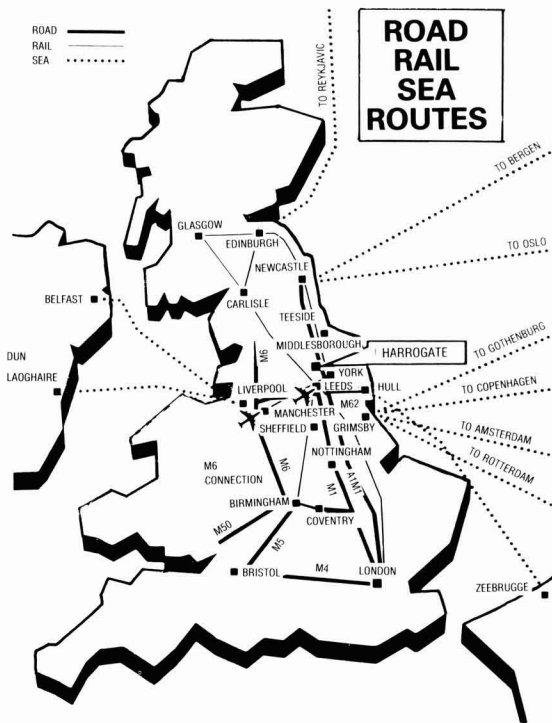 ROAD
RAIL
SEA
ROAD
RAIL
SEA
ROUTES
TO REYKJAVIC
TO BERGEN
TO OSLO
GLASGOW
EDINBURGH
NEWCASTLE
BELFAST
CARLISLE
TEESIDE
MIDDLESBOROUGH
HARROGATE
TO GOTHENBURG
DUN
LAOGHAIRE
M6
YORK
LEEDS
HULL
TO COPENHAGEN
LIVERPOOL
M62
MANCHESTER
SHEFFIELD
GRIMSBY
TO AMSTERDAM
TO ROTTERDAM
NOTTINGHAM
M6
CONNECTION
M6
M1
A1MT
BIRMINGHAM
COVENTRY
M50
M5
BRISTOL
M4
LONDON
ZEEBRUGGE